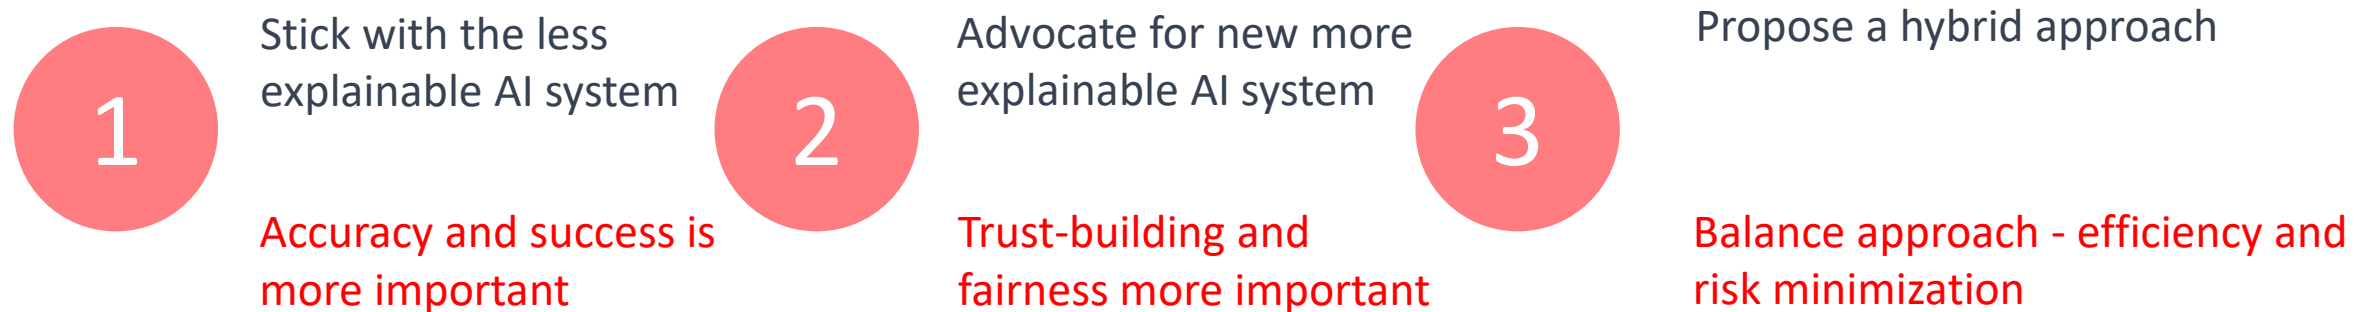 1
Stick with the less
explainable AI system
Accuracy and success is
more important
2
Advocate for new more
explainable AI system
Trust-building and
fairness more important
3
Propose a hybrid approach
Balance approach - efficiency and
risk minimization